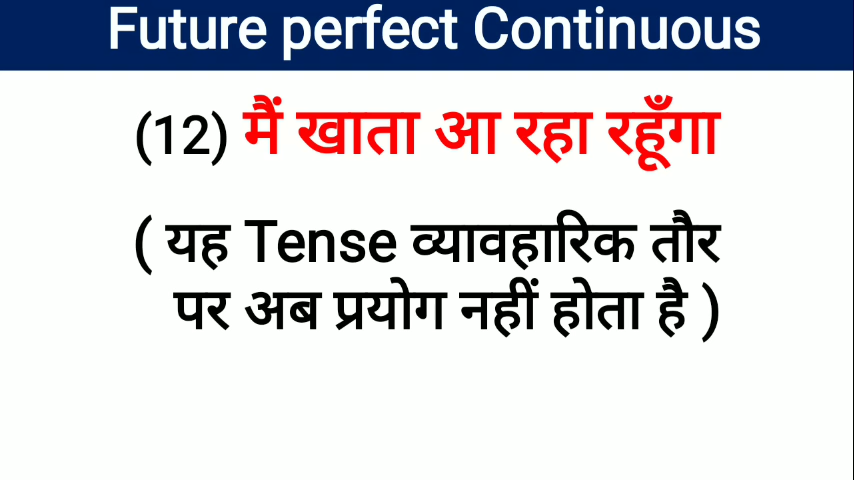 Future perfect Continuous
(12) मैं खाता आ रहा रहूँगा
( यह Tense व्यावहारिक तौर
पर अब प्रयोग नहीं होता है )